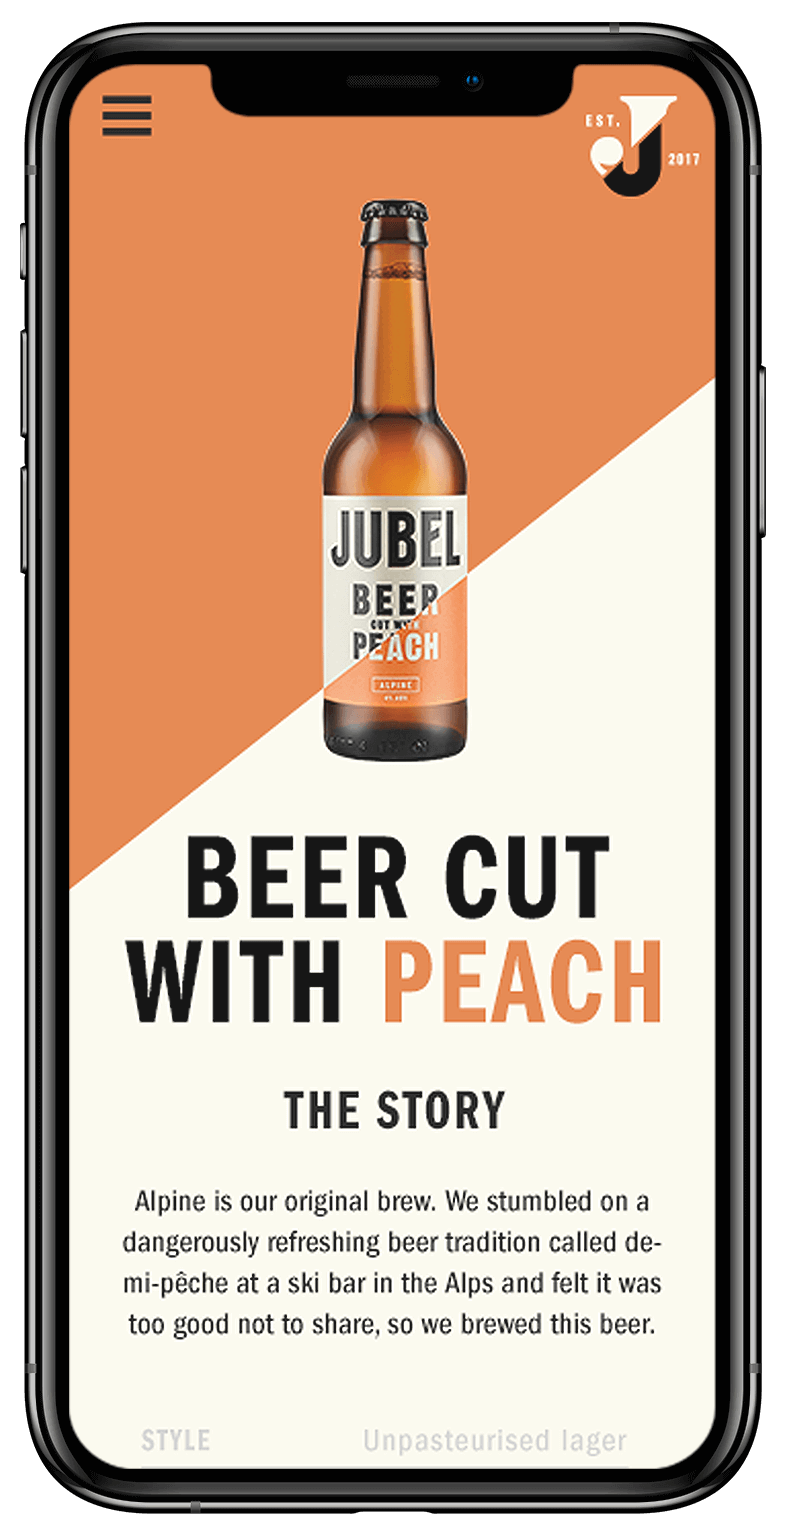 EST.
J
2017
JUBEL
BEER
CUT WITH
PEACH
ALPINE
BEER CUT
WITH PEACH
THE STORY
Alpine is our original brew. We stumbled on a
dangerously refreshing beer tradition called de-
mi-pêche at a ski bar in the Alps and felt it was
too good not to share, so we brewed this beer.
STYLE Unpasteurised lager